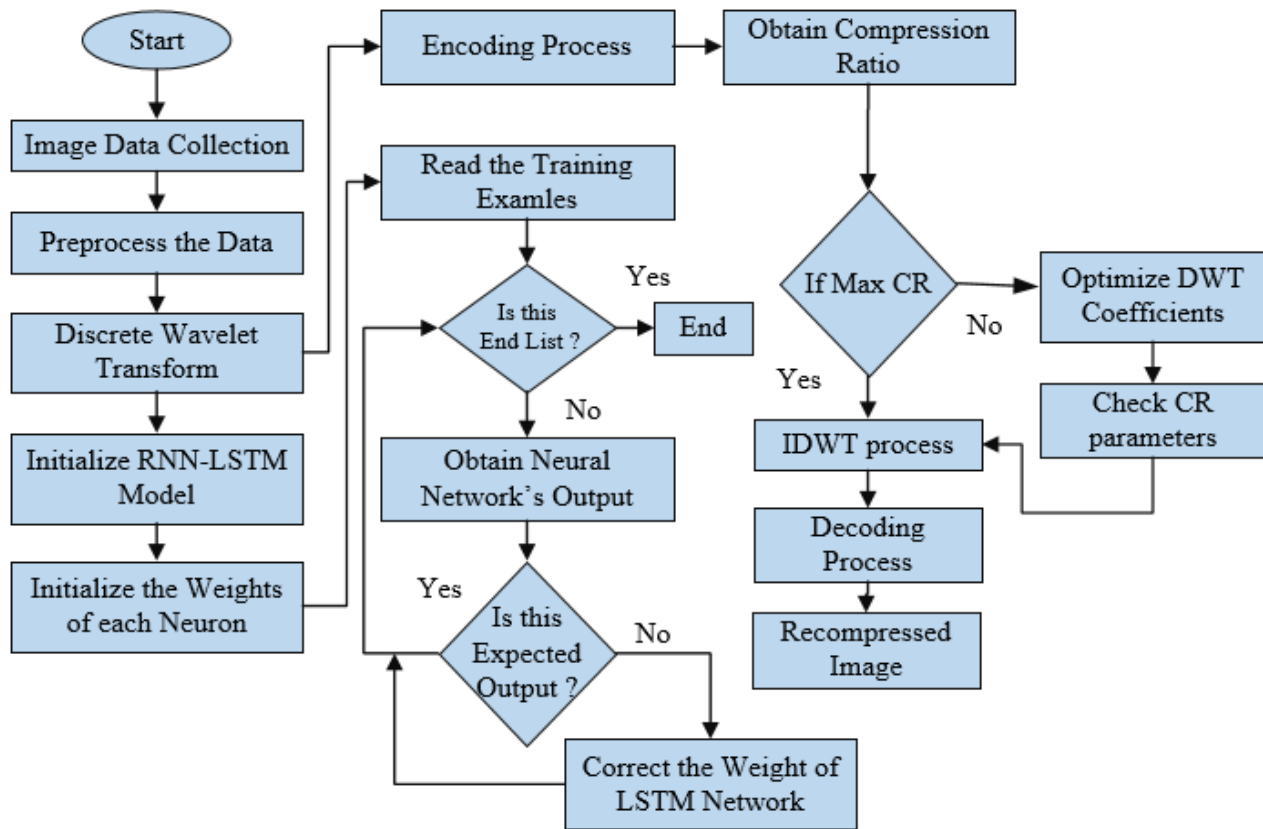 Start
Image Data Collection
Preprocess the Data
Discrete Wavelet
Transform
Initialize RNN-LSTM
Model
Initialize the Weights
of each Neuron
Encoding Process
Read the Training
Examles
Is this
End List ?
Yes
End
No
Obtain Neural
Network's Output
Yes
Is this
Expected
Output ?
No
Correct the Weight of
LSTM Network
Obtain Compression
Ratio
If Max CR
No
Yes
Optimize DWT
Coefficients
Check CR
parameters
IDWT process
Decoding
Process
Recompressed
Image